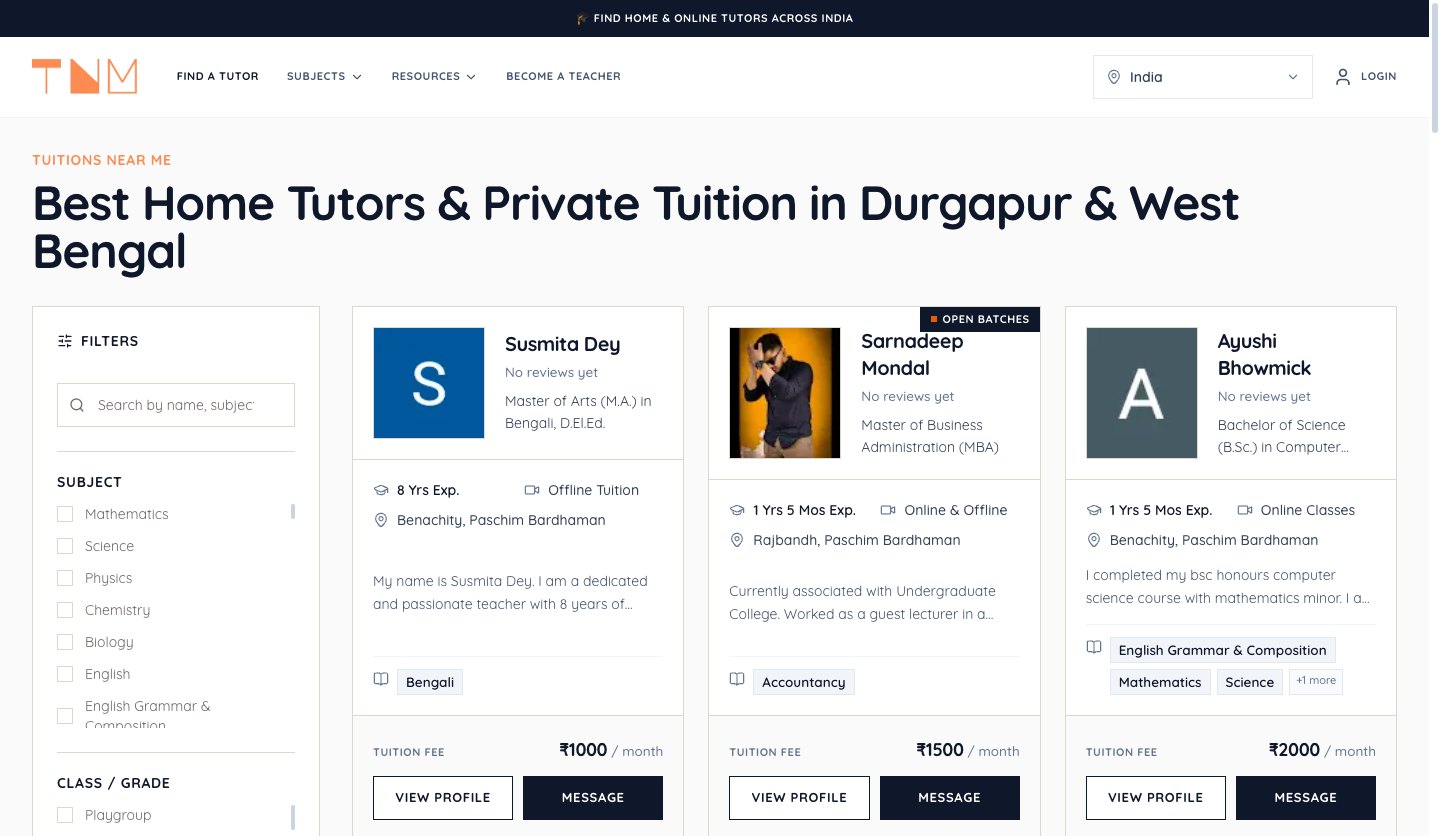 🎓 FIND HOME & ONLINE TUTORS ACROSS INDIA
TNM
FIND A TUTOR
SUBJECTS
RESOURCES
BECOME A TEACHER
India
LOGIN
TUITIONS NEAR ME
Best Home Tutors & Private Tuition in Durgapur & West
Bengal
FILTERS
Search by name, subjec
SUBJECT
Mathematics
Science
Physics
Chemistry
Biology
English
English Grammar &
Composition
CLASS / GRADE
Playgroup
S
Susmita Dey
No reviews yet
Master of Arts (M.A.) in
Bengali, D.El.Ed.
8 Yrs Exp.
Offline Tuition
Benachity, Paschim Bardhaman
My name is Susmita Dey. I am a dedicated
and passionate teacher with 8 years of...
Bengali
TUITION FEE
₹1000 / month
VIEW PROFILE
MESSAGE
OPEN BATCHES
Sarnadeep
Mondal
No reviews yet
Master of Business
Administration (MBA)
1 Yrs 5 Mos Exp.
Online & Offline
Rajbandh, Paschim Bardhaman
Currently associated with Undergraduate
College. Worked as a guest lecturer in a...
Accountancy
TUITION FEE
₹1500 / month
VIEW PROFILE
MESSAGE
A
Ayushi
Bhowmick
No reviews yet
Bachelor of Science
(B.Sc.) in Computer...
1 Yrs 5 Mos Exp.
Online Classes
Benachity, Paschim Bardhaman
I completed my bsc honours computer
science course with mathematics minor. I a...
English Grammar & Composition
Mathematics
Science
+1 more
TUITION FEE
₹2000 / month
VIEW PROFILE
MESSAGE